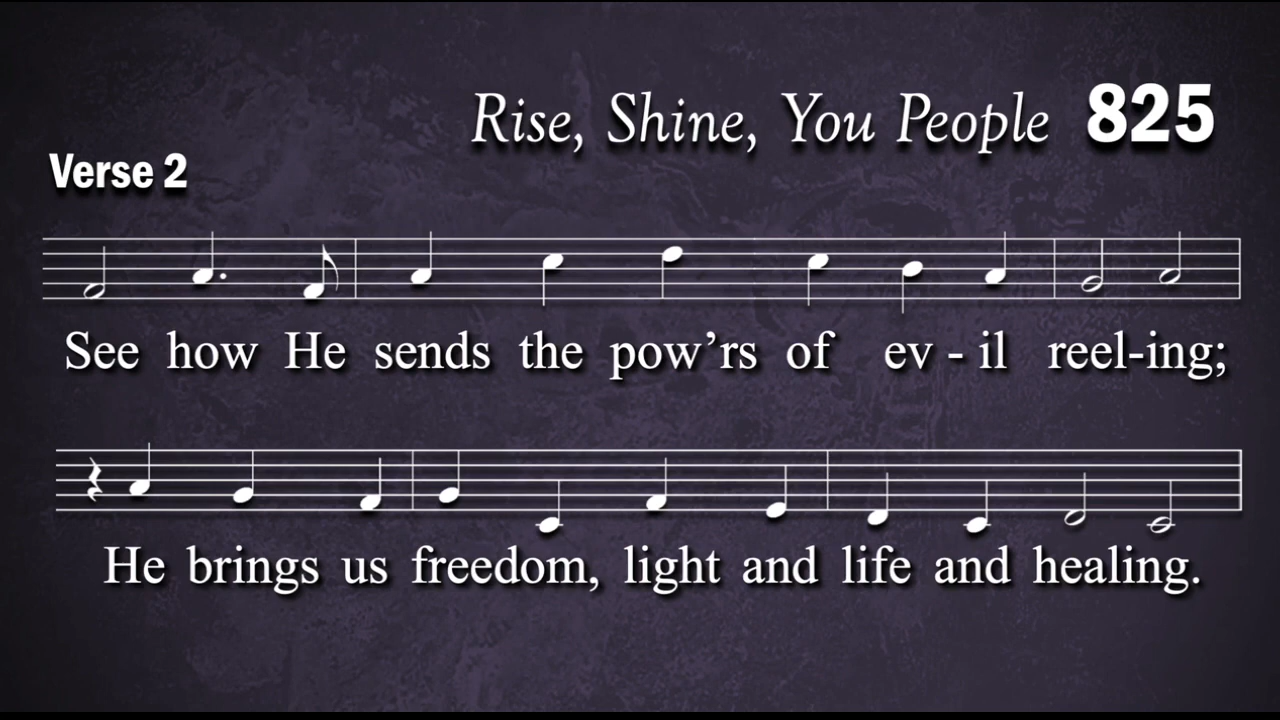 Rise, Shine, You People 825
Verse 2
See how He sends the pow’rs of ev - il reel-ing;
He brings us freedom, light and life and healing.